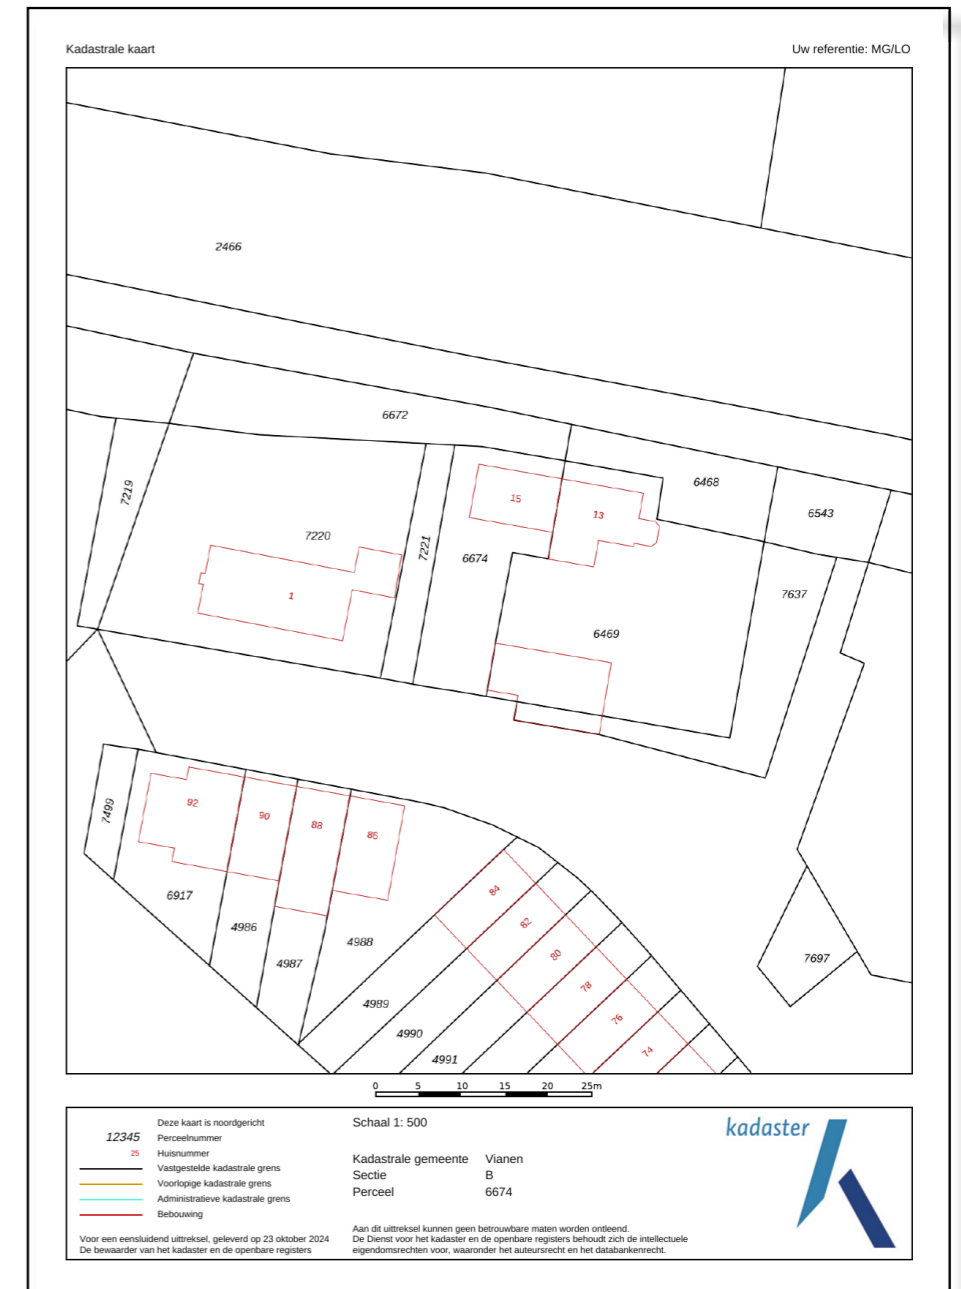 Kadastrale kaart
Uw referentie: MG/LO
2466
6672
7219
7220
7221
6674
15
13
6468
6543
1
6469
7637
7499
92
90
88
86
6917
4986
4987
4988
84
82
80
78
76
74
4989
4990
4991
7697
0 5 10 15 20 25m
Deze kaart is noordgericht
12345 Perceelnummer
25 Huisnummer
Vastgestelde kadastrale grens
Voorlopige kadastrale grens
Administratieve kadastrale grens
Bebouwing
Voor een eensluidend uittreksel, geleverd op 23 oktober 2024
De bewaarder van het kadaster en de openbare registers
Schaal 1: 500
Kadastrale gemeente Vianen
Sectie B
Perceel 6674
Aan dit uittreksel kunnen geen betrouwbare maten worden ontleend.
De Dienst voor het kadaster en de openbare registers behoudt zich de intellectuele
eigendomsrechten voor, waaronder het auteursrecht en het databankenrecht.
kadaster